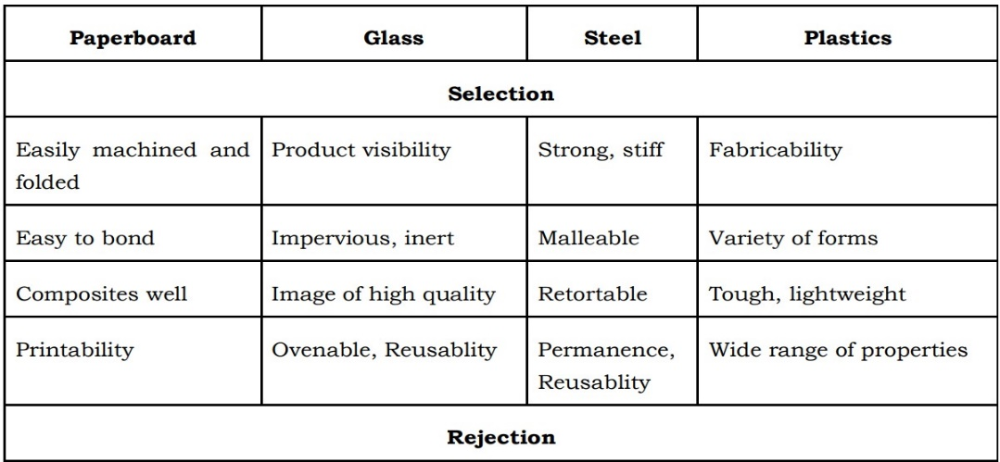 Paperboard Glass Steel Plastics
Selection
Easily machined and folded Product visibility Strong, stiff Fabricability
Easy to bond Impervious, inert Malleable Variety of forms
Composites well Image of high quality Retortable Tough, lightweight
Printability Ovenable, Reusablity Permanence, Reusablity Wide range of properties
Rejection